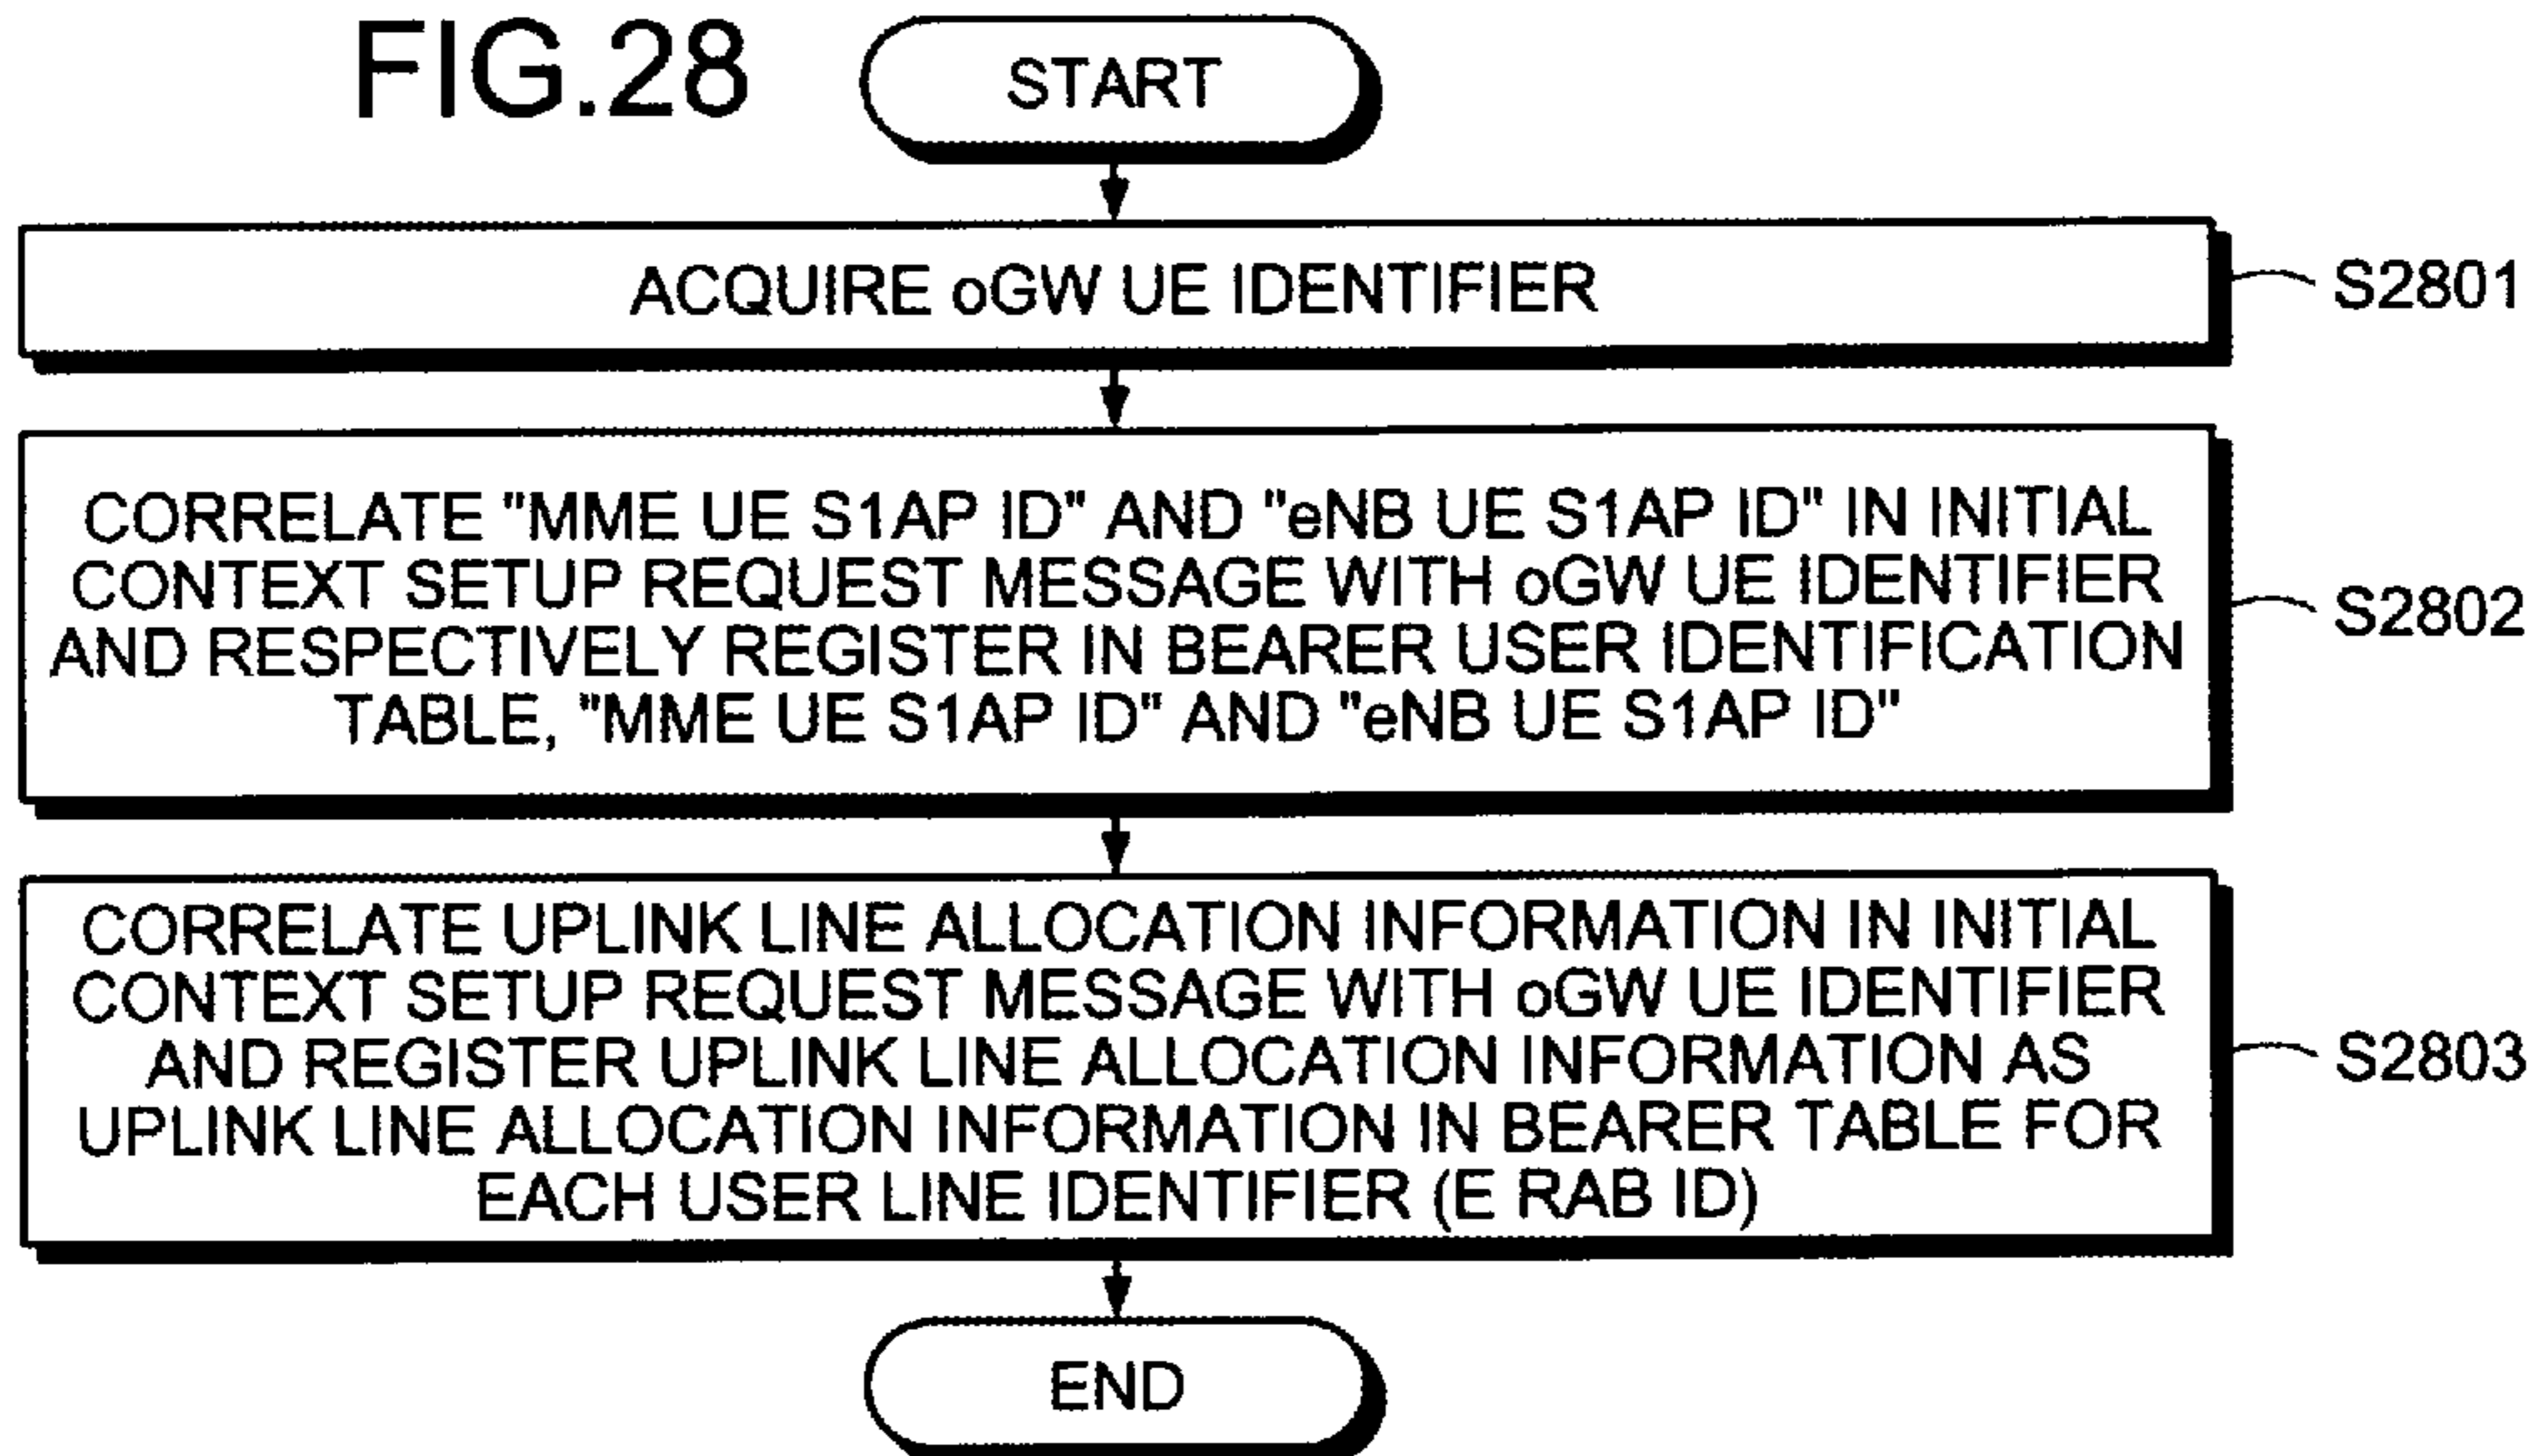 FIG.28
START
ACQUIRE oGW UE IDENTIFIER
S2801
CORRELATE "MME UE S1AP ID" AND "eNB UE S1AP ID" IN INITIAL
CONTEXT SETUP REQUEST MESSAGE WITH oGW UE IDENTIFIER
AND RESPECTIVELY REGISTER IN BEARER USER IDENTIFICATION
TABLE, "MME UE S1AP ID" AND "eNB UE S1AP ID"
S2802
CORRELATE UPLINK LINE ALLOCATION INFORMATION IN INITIAL
CONTEXT SETUP REQUEST MESSAGE WITH oGW UE IDENTIFIER
AND REGISTER UPLINK LINE ALLOCATION INFORMATION AS
UPLINK LINE ALLOCATION INFORMATION IN BEARER TABLE FOR
EACH USER LINE IDENTIFIER (E RAB ID)
S2803
END